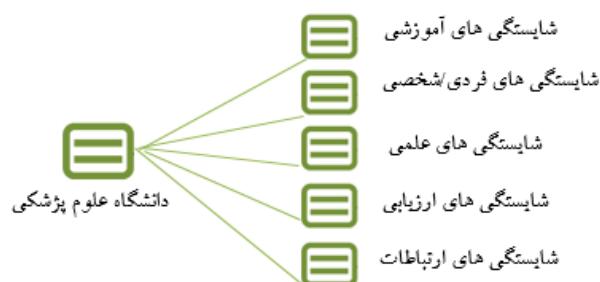 شایستگی های آموزشی
شایستگی های فردی/شخصی
شایستگی های علمی
دانشگاه علوم پزشکی
شایستگی های ارزیابی
شایستگی های ارتباطات